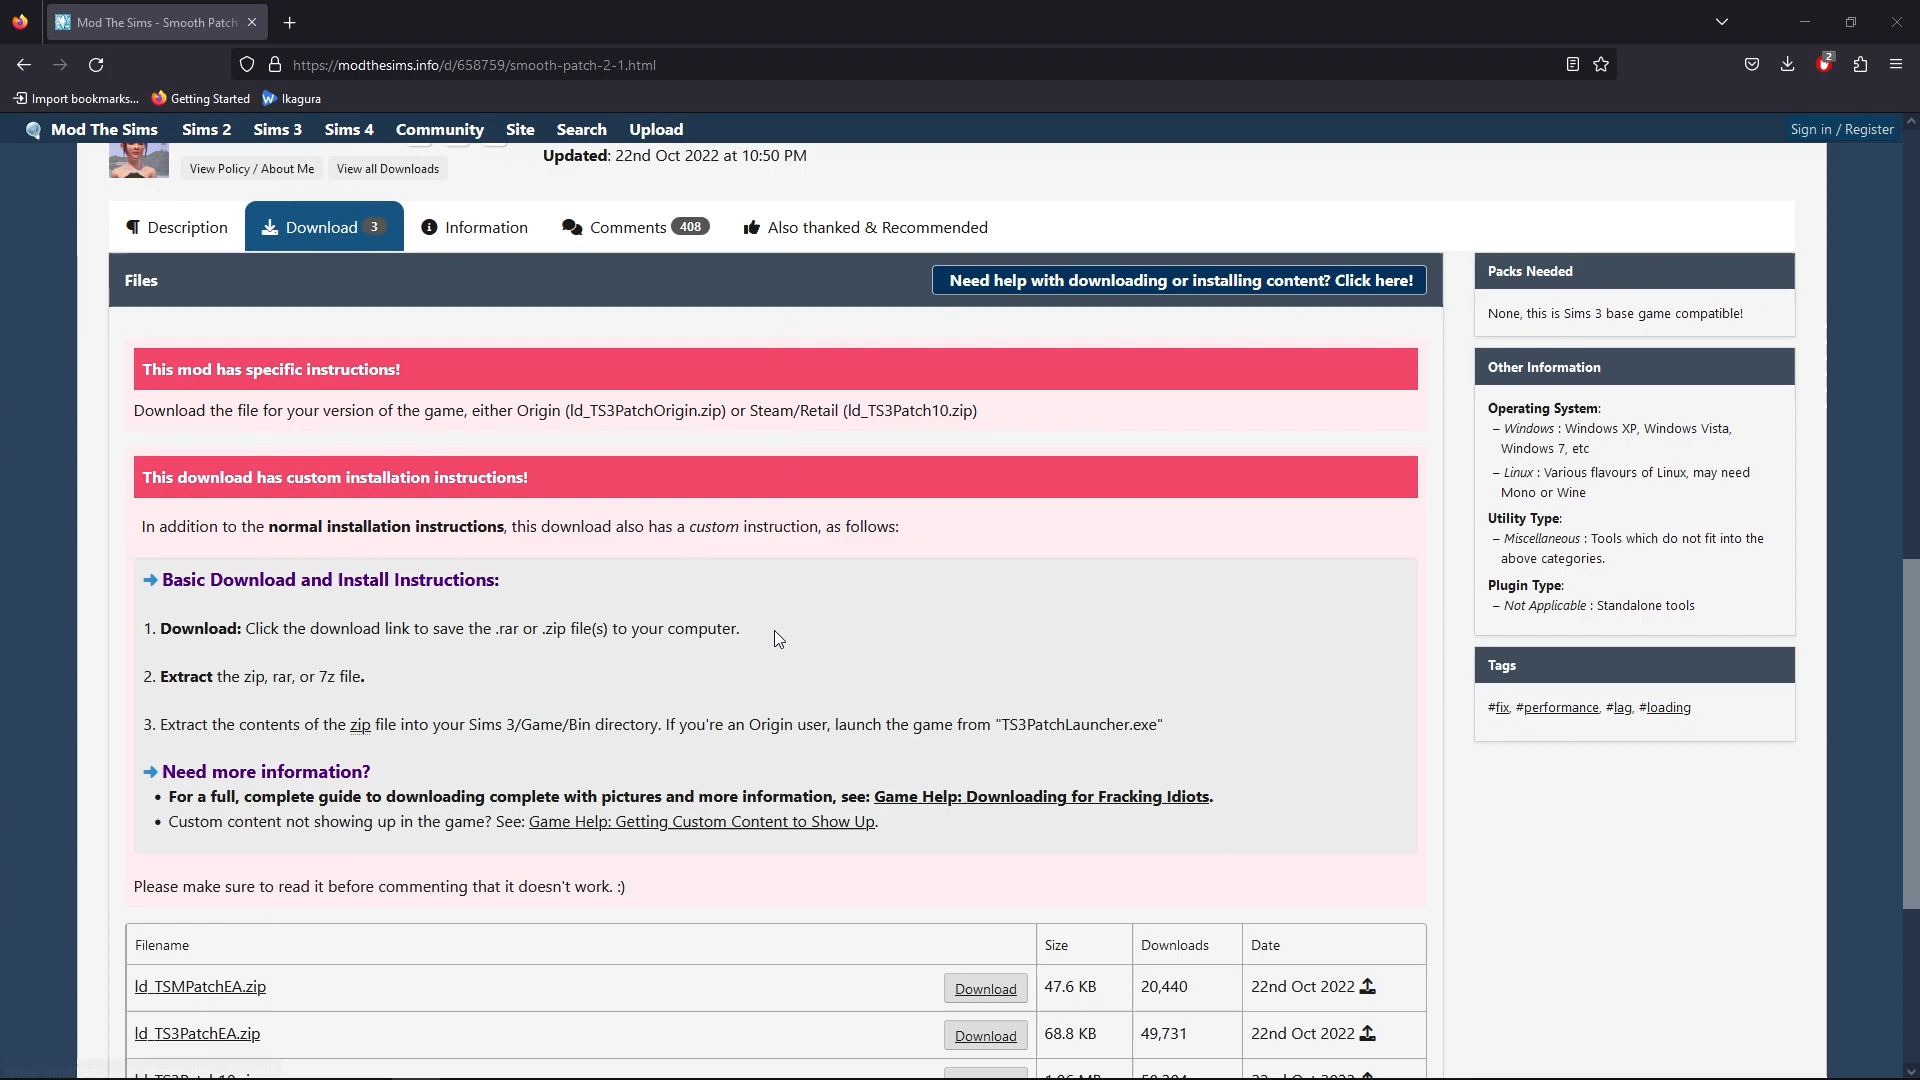 Mod The Sims - Smooth Patch
2
https://modthesims.info/d/658759/smooth-patch-2-1.html
Import bookmarks... Getting Started Ikagura
Mod The Sims Sims 2 Sims 3 Sims 4 Community Site Search Upload Sign in / Register
Updated: 22nd Oct 2022 at 10:50 PM
View Policy / About Me View all Downloads
Description Download 3 Information Comments 408 Also thanked & Recommended
Files Need help with downloading or installing content? Click here!
This mod has specific instructions!
Download the file for your version of the game, either Origin (ld_TS3PatchOrigin.zip) or Steam/Retail (ld_TS3Patch10.zip)
This download has custom installation instructions!
In addition to the normal installation instructions, this download also has a custom instruction, as follows:
Basic Download and Install Instructions:
1. Download: Click the download link to save the .rar or .zip file(s) to your computer.
2. Extract the zip, rar, or 7z file.
3. Extract the contents of the zip file into your Sims 3/Game/Bin directory. If you're an Origin user, launch the game from "TS3PatchLauncher.exe"
Need more information?
• For a full, complete guide to downloading complete with pictures and more information, see: Game Help: Downloading for Fracking Idiots.
• Custom content not showing up in the game? See: Game Help: Getting Custom Content to Show Up.
Please make sure to read it before commenting that it doesn't work. :)
Filename Size Downloads Date
ld_TSMPatchEA.zip Download 47.6 KB 20,440 22nd Oct 2022
ld_TS3PatchEA.zip Download 68.8 KB 49,731 22nd Oct 2022
Packs Needed
None, this is Sims 3 base game compatible!
Other Information
Operating System:
– Windows : Windows XP, Windows Vista,
Windows 7, etc
– Linux : Various flavours of Linux, may need
Mono or Wine
Utility Type:
– Miscellaneous : Tools which do not fit into the
above categories.
Plugin Type:
– Not Applicable : Standalone tools
Tags
#fix, #performance, #lag, #loading